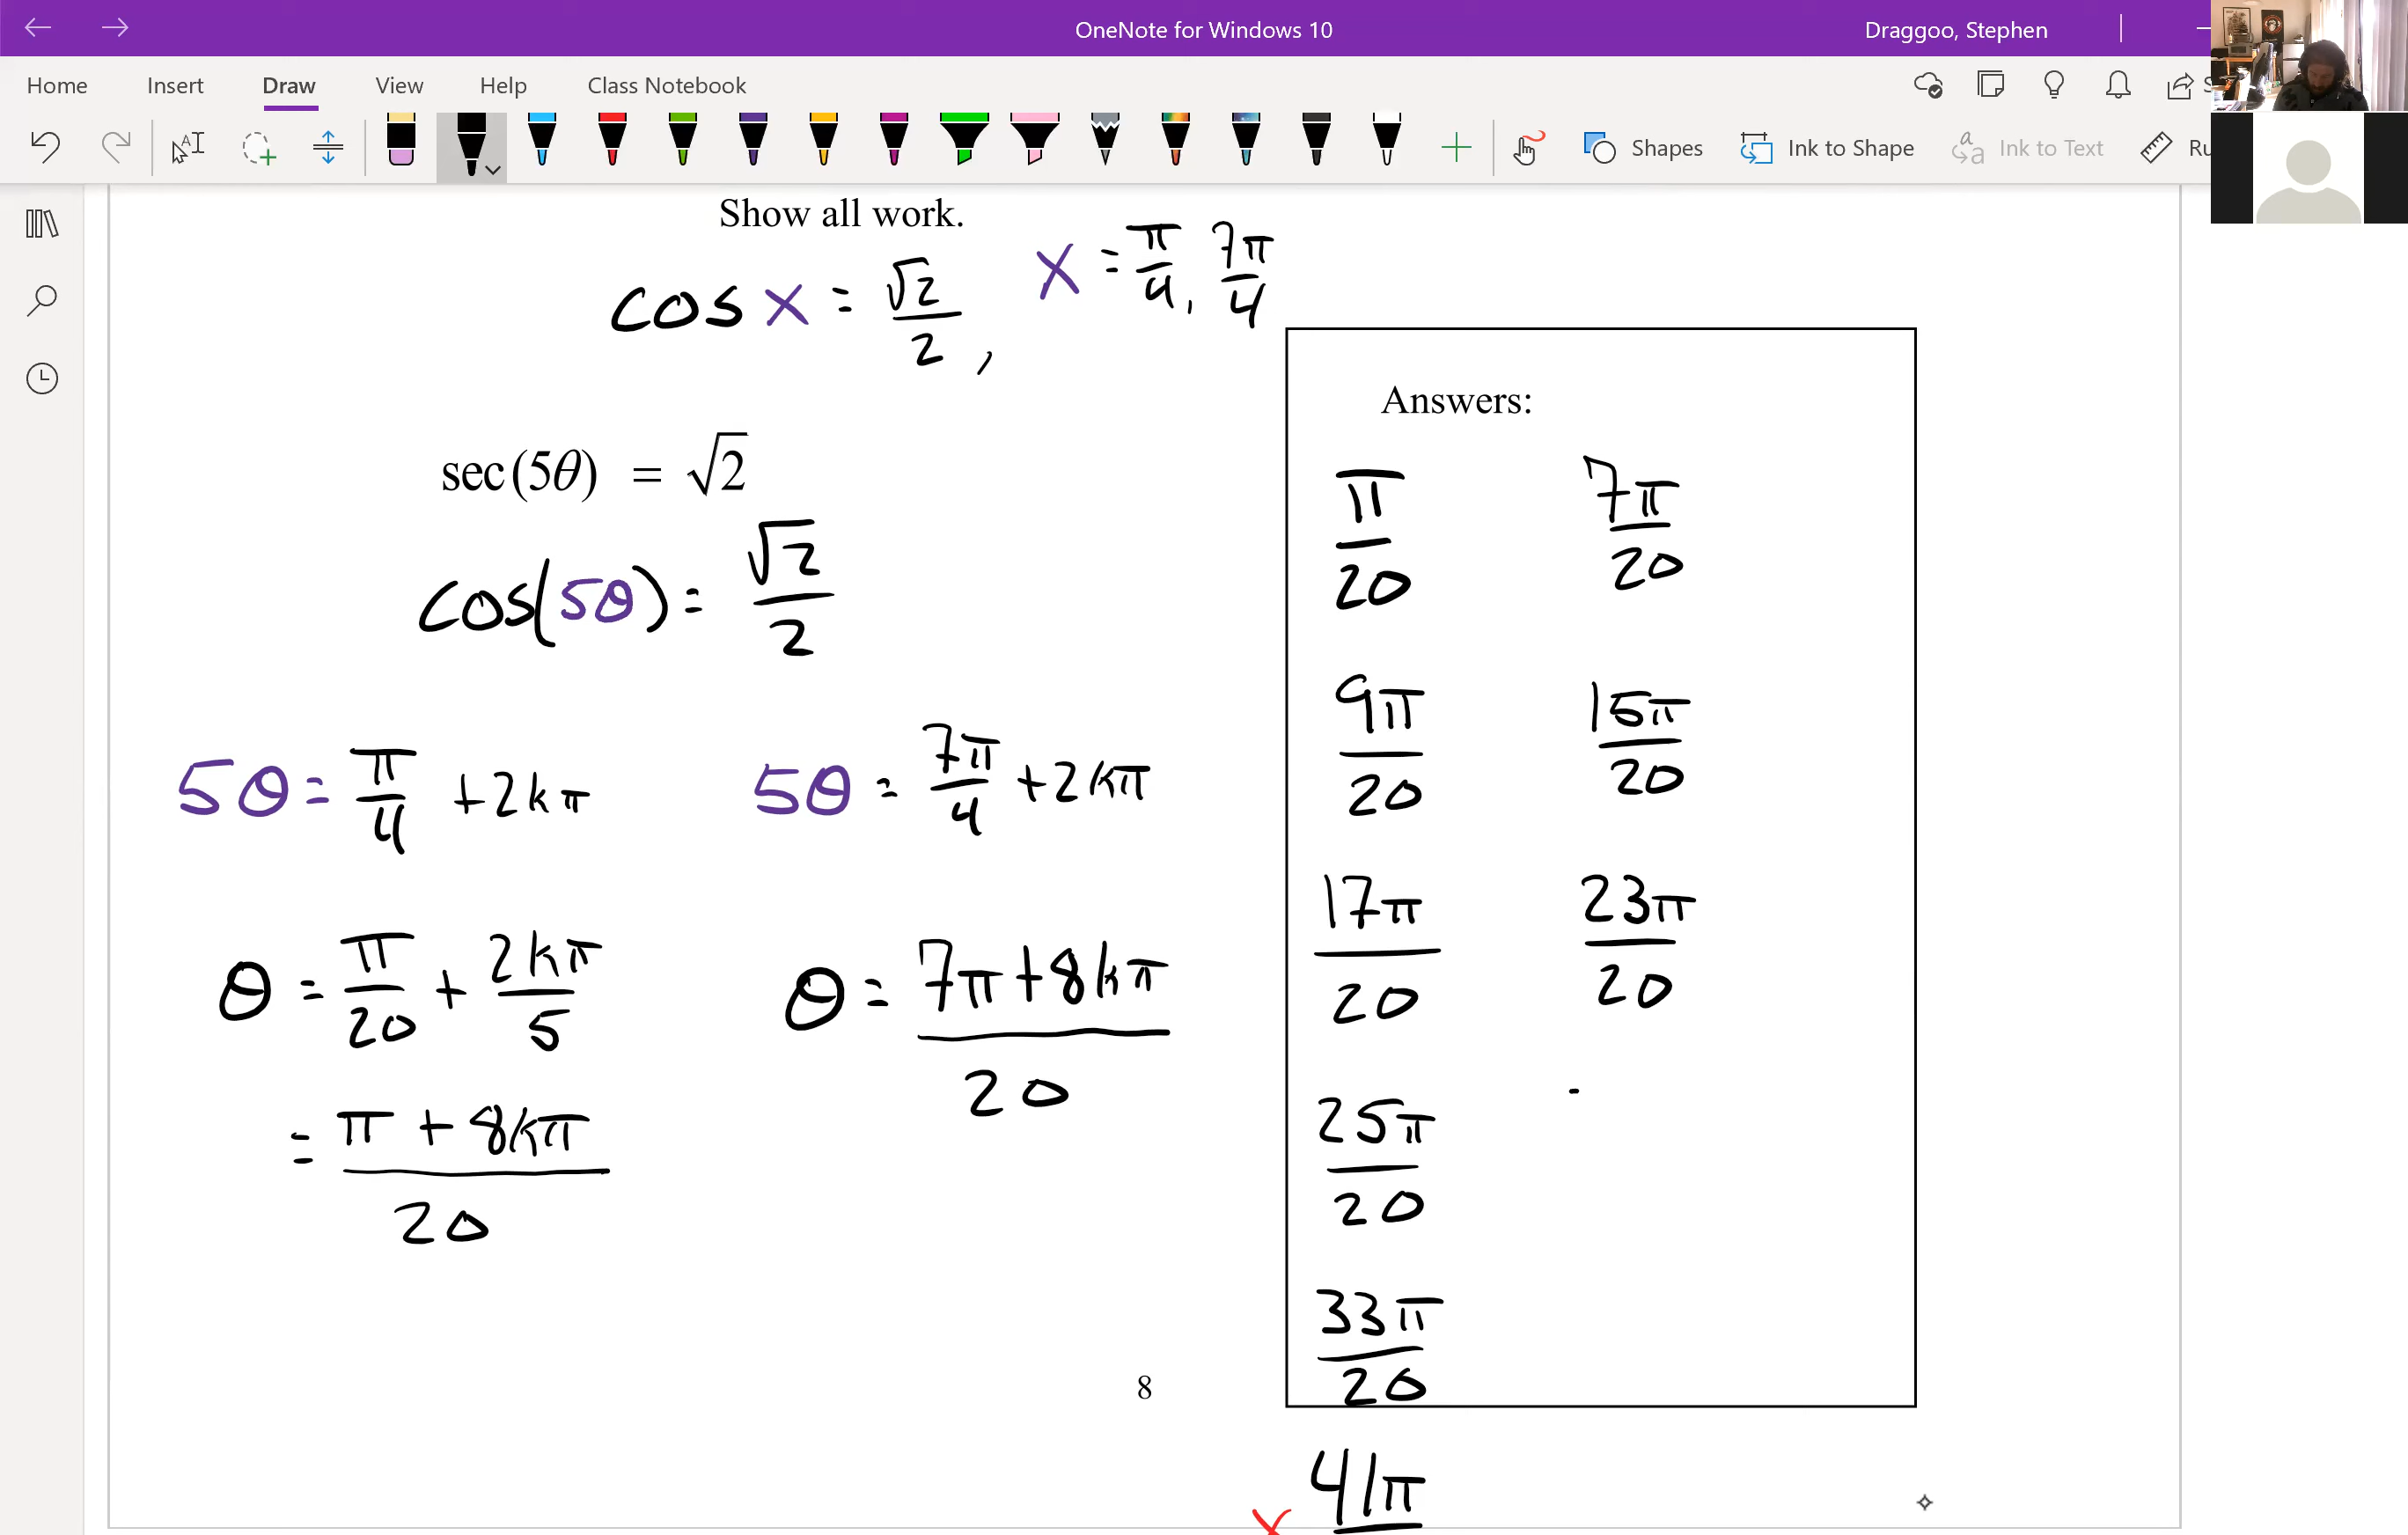 OneNote for Windows 10
Draggoo, Stephen
Home Insert Draw View Help Class Notebook
Shapes Ink to Shape Ink to Text Ru
Show all work.
cos x = √2/2, x = π/4, 7π/4
sec(5θ) = √2
cos(5θ) = √2/2
5θ = π/4 + 2kπ
5θ = 7π/4 + 2kπ
θ = π/20 + 2kπ/5
θ = (7π + 8kπ)/20
= (π + 8kπ)/20
8
Answers:
π/20 7π/20
9π/20 15π/20
17π/20 23π/20
25π/20
33π/20
x 41π